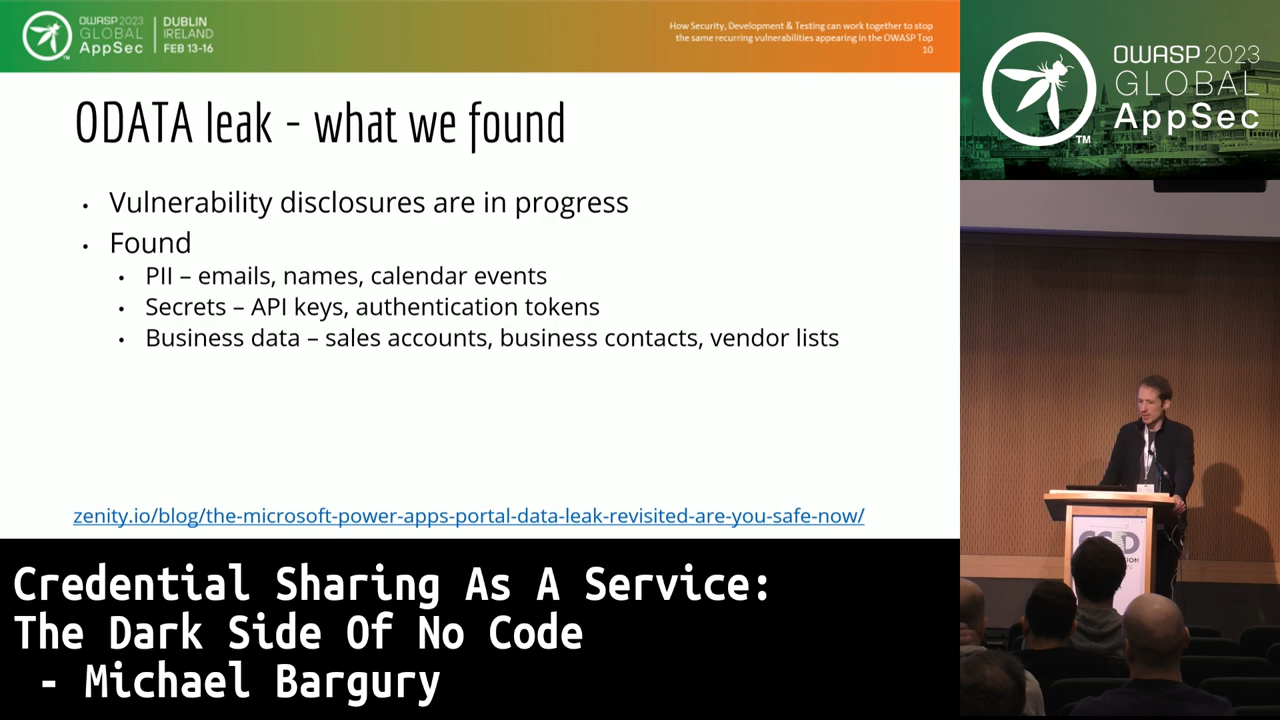 OWASP 2023
GLOBAL
AppSec
DUBLIN
IRELAND
FEB 13-16
TM
How Security, Development & Testing can work together to stop
the same recurring vulnerabilities appearing in the OWASP Top
10
OWASP 2023
GLOBAL
AppSec
TM
ODATA leak - what we found
• Vulnerability disclosures are in progress
• Found
• PII – emails, names, calendar events
• Secrets – API keys, authentication tokens
• Business data – sales accounts, business contacts, vendor lists
zenity.io/blog/the-microsoft-power-apps-portal-data-leak-revisited-are-you-safe-now/
Credential Sharing As A Service:
The Dark Side Of No Code
- Michael Bargury